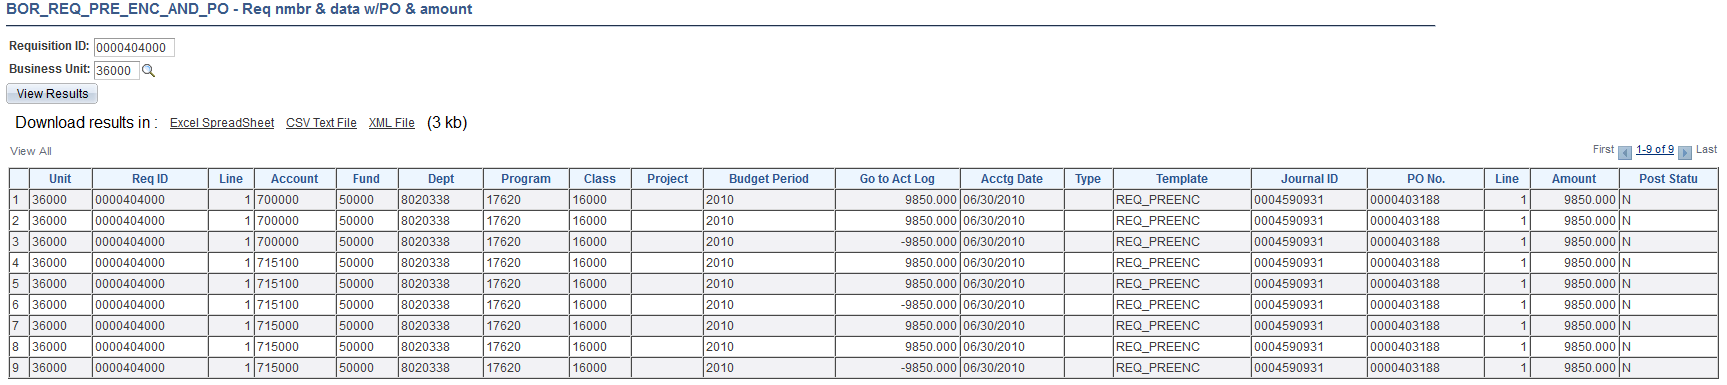 BOR_REQ_PRE_ENC_AND_PO - Req nmbr & data w/PO & amount
Requisition ID: 0000404000
Business Unit: 36000
View Results
Download results in : Excel SpreadSheet CSV Text File XML File (3 kb)
View All First 1-9 of 9 Last
Unit Req ID Line Account Fund Dept Program Class Project Budget Period Go to Act Log Acctg Date Type Template Journal ID PO No. Line Amount Post Statu
1 36000 0000404000 1 700000 50000 8020338 17620 16000 2010 9850.000 06/30/2010 REQ_PREENC 0004590931 0000403188 1 9850.000 N
2 36000 0000404000 1 700000 50000 8020338 17620 16000 2010 9850.000 06/30/2010 REQ_PREENC 0004590931 0000403188 1 9850.000 N
3 36000 0000404000 1 700000 50000 8020338 17620 16000 2010 -9850.000 06/30/2010 REQ_PREENC 0004590931 0000403188 1 9850.000 N
4 36000 0000404000 1 715100 50000 8020338 17620 16000 2010 9850.000 06/30/2010 REQ_PREENC 0004590931 0000403188 1 9850.000 N
5 36000 0000404000 1 715100 50000 8020338 17620 16000 2010 9850.000 06/30/2010 REQ_PREENC 0004590931 0000403188 1 9850.000 N
6 36000 0000404000 1 715100 50000 8020338 17620 16000 2010 -9850.000 06/30/2010 REQ_PREENC 0004590931 0000403188 1 9850.000 N
7 36000 0000404000 1 715000 50000 8020338 17620 16000 2010 9850.000 06/30/2010 REQ_PREENC 0004590931 0000403188 1 9850.000 N
8 36000 0000404000 1 715000 50000 8020338 17620 16000 2010 9850.000 06/30/2010 REQ_PREENC 0004590931 0000403188 1 9850.000 N
9 36000 0000404000 1 715000 50000 8020338 17620 16000 2010 -9850.000 06/30/2010 REQ_PREENC 0004590931 0000403188 1 9850.000 N